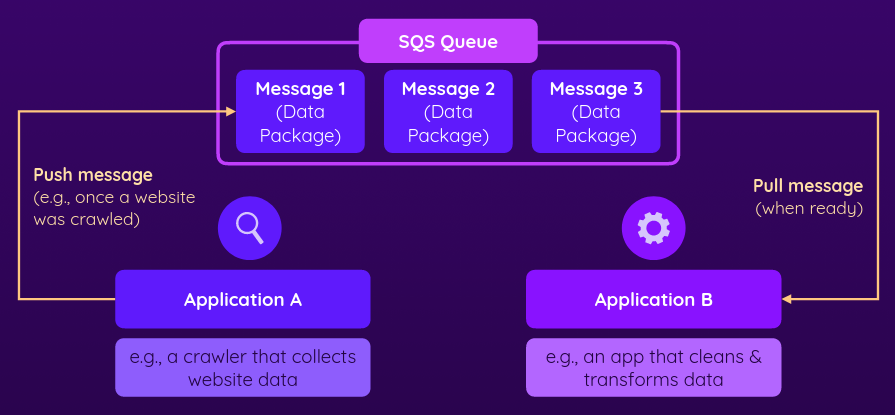 SQS Queue
Message 1
(Data
Package)
Message 2
(Data
Package)
Message 3
(Data
Package)
Push message
(e.g., once a website
was crawled)
Pull message
(when ready)
Application A
e.g., a crawler that collects
website data
Application B
e.g., an app that cleans &
transforms data